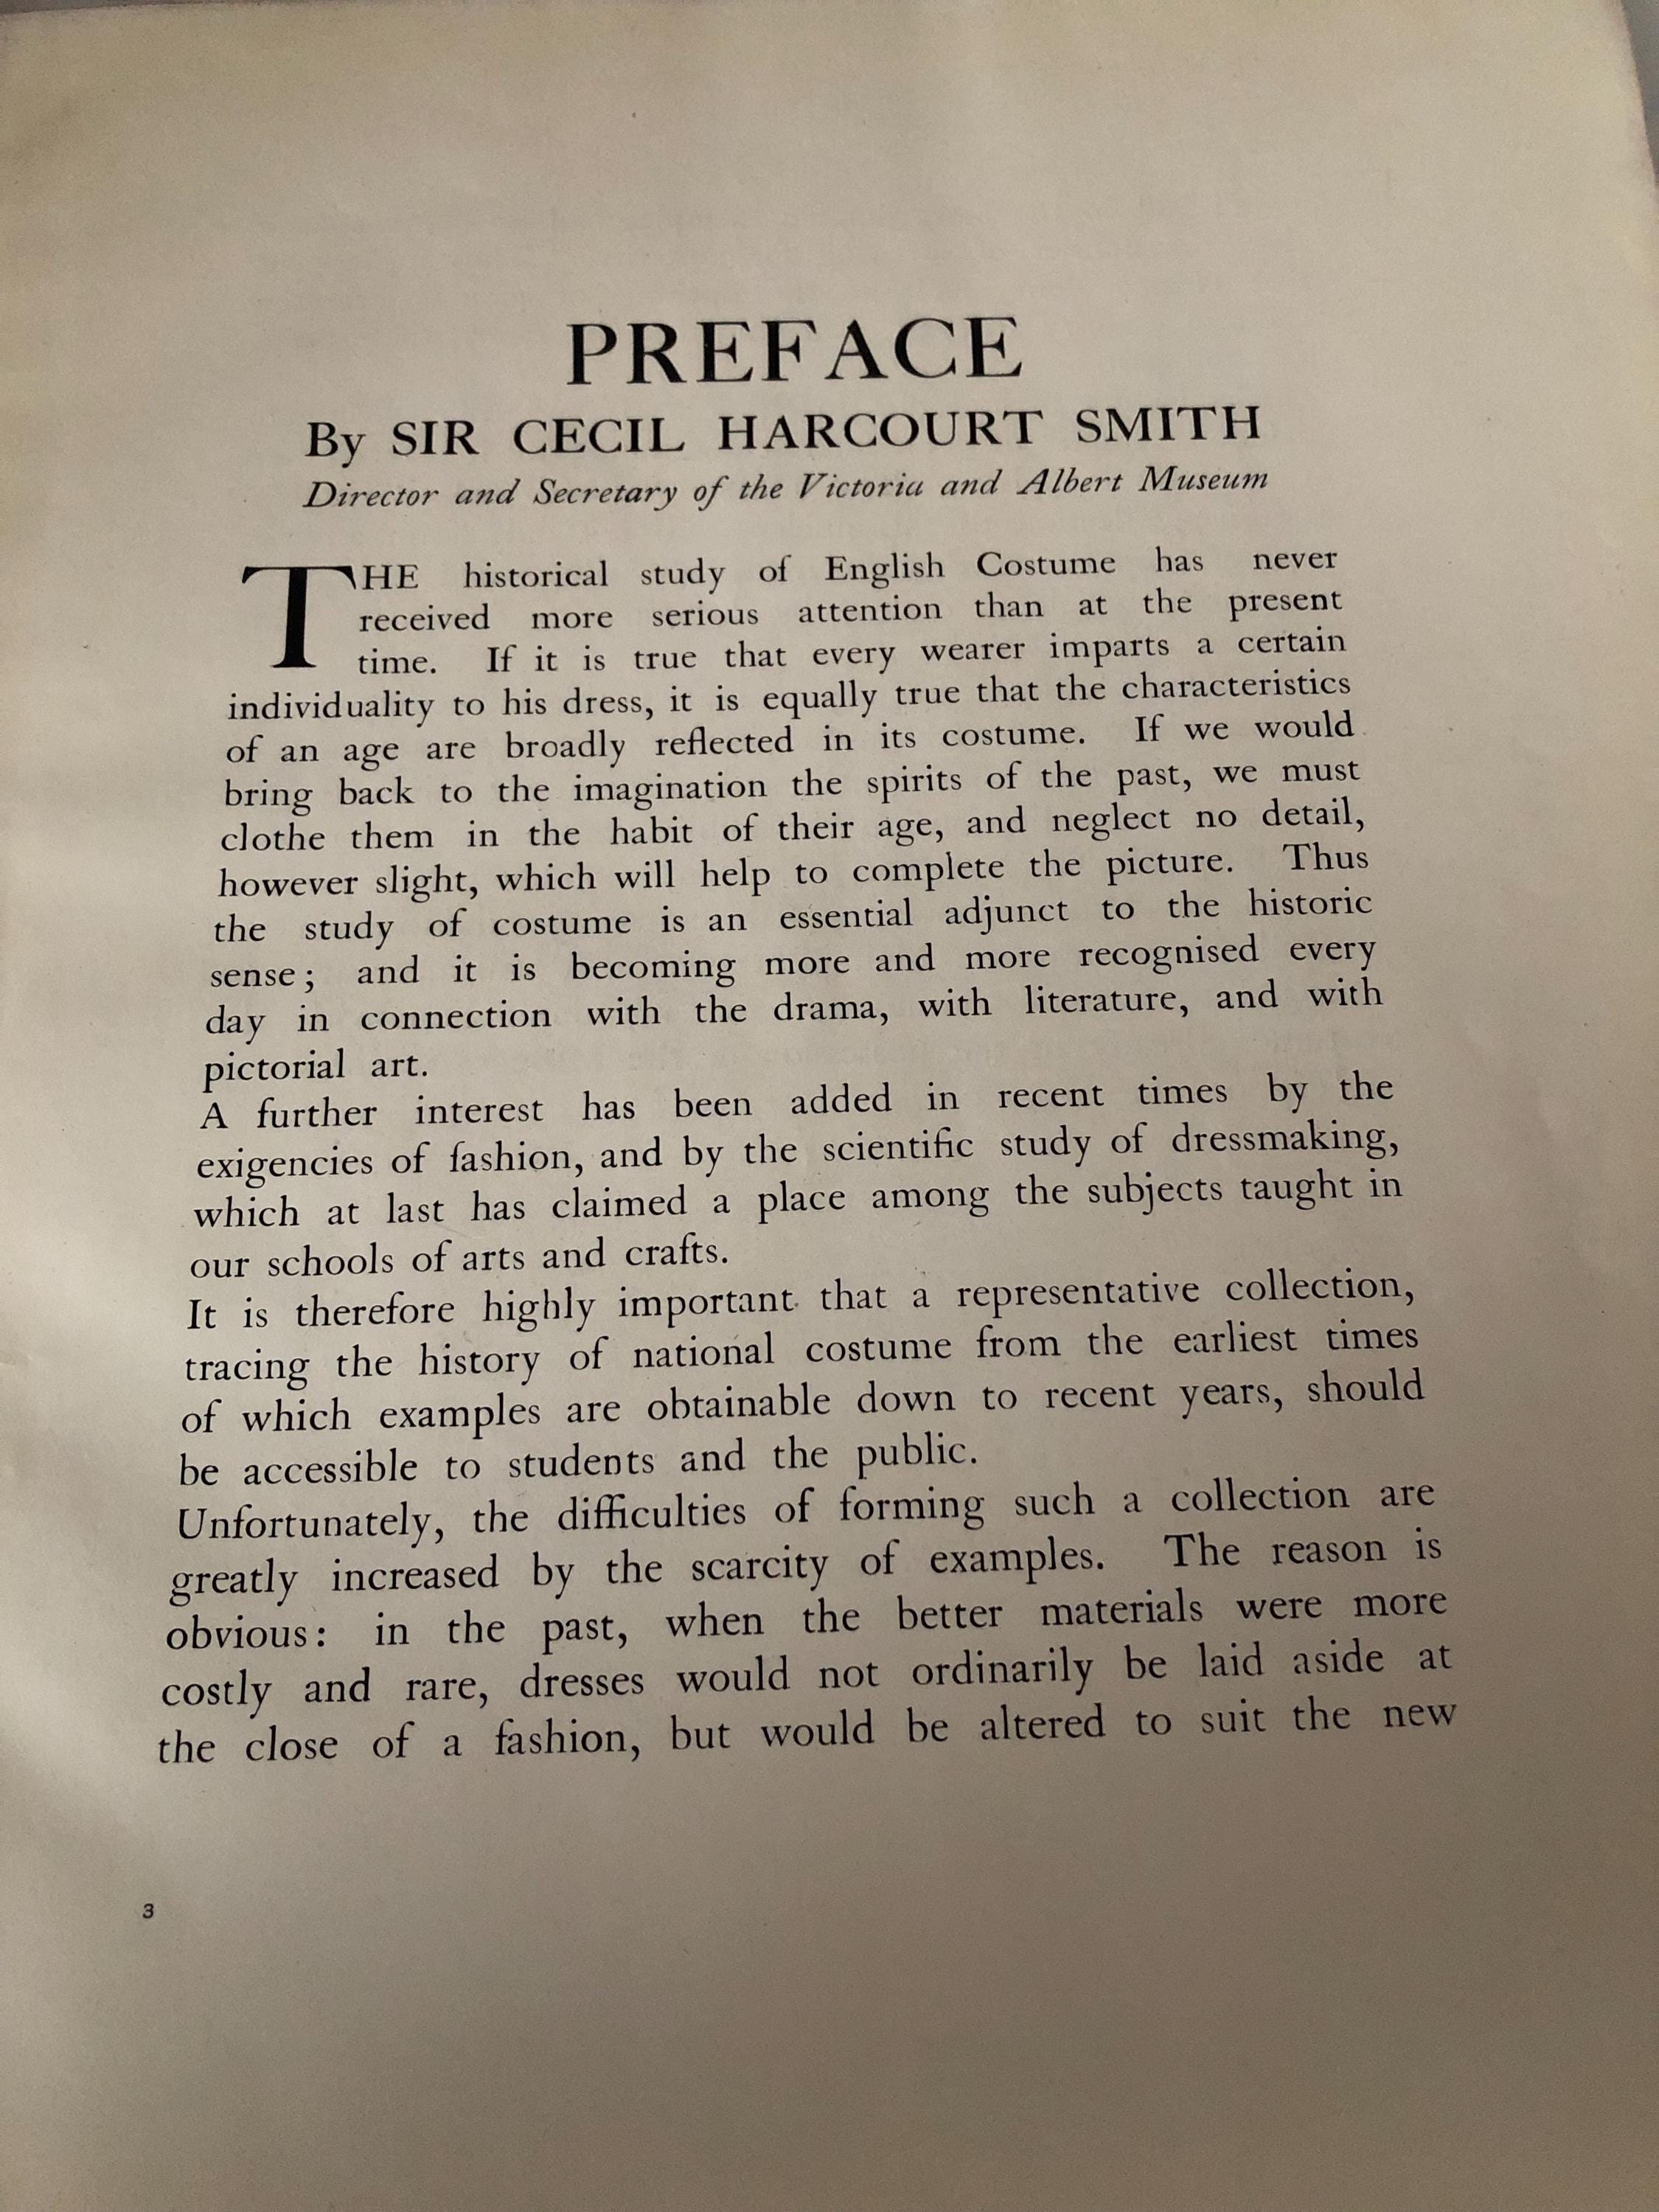 PREFACE
By SIR CECIL HARCOURT SMITH
Director and Secretary of the Victoria and Albert Museum
THE historical study of English Costume has never
received more serious attention than at the present
time. If it is true that every wearer imparts a certain
individuality to his dress, it is equally true that the characteristics
of an age are broadly reflected in its costume. If we would
bring back to the imagination the spirits of the past, we must
clothe them in the habit of their age, and neglect no detail,
however slight, which will help to complete the picture. Thus
the study of costume is an essential adjunct to the historic
sense; and it is becoming more and more recognised every
day in connection with the drama, with literature, and with
pictorial art.
A further interest has been added in recent times by the
exigencies of fashion, and by the scientific study of dressmaking,
which at last has claimed a place among the subjects taught in
our schools of arts and crafts.
It is therefore highly important that a representative collection,
tracing the history of national costume from the earliest times
of which examples are obtainable down to recent years, should
be accessible to students and the public.
Unfortunately, the difficulties of forming such a collection are
greatly increased by the scarcity of examples. The reason is
obvious: in the past, when the better materials were more
costly and rare, dresses would not ordinarily be laid aside at
the close of a fashion, but would be altered to suit the new
3